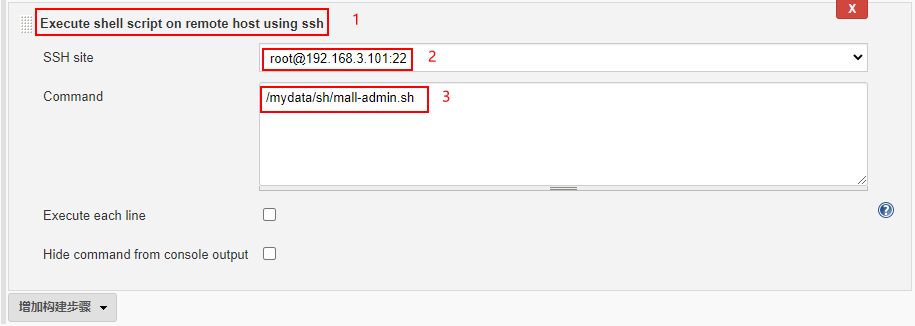 X
Execute shell script on remote host using ssh 1
SSH site root@192.168.3.101:22 2
Command /mydata/sh/mall-admin.sh 3
Execute each line ?
Hide command from console output
增加构建步骤